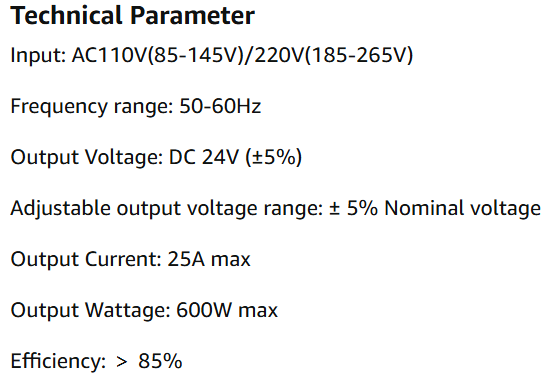 Technical Parameter
Input: AC110V(85-145V)/220V(185-265V)
Frequency range: 50-60Hz
Output Voltage: DC 24V (±5%)
Adjustable output voltage range: ± 5% Nominal voltage
Output Current: 25A max
Output Wattage: 600W max
Efficiency: ＞ 85%